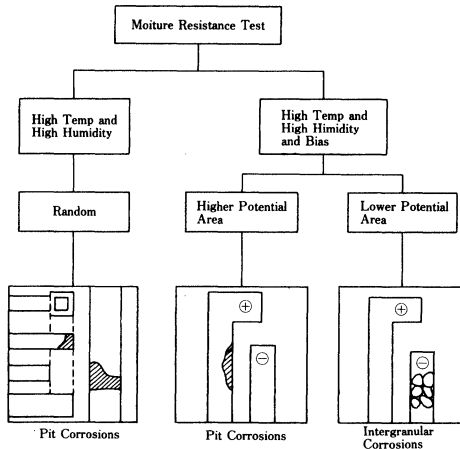 Moiture Resistance Test
High Temp and
High Humidity
High Temp and
High Himidity
and Bias
Random
Higher Potential
Area
Lower Potential
Area
+
−
+
−
Pit Corrosions
Pit Corrosions
Intergranular
Corrosions